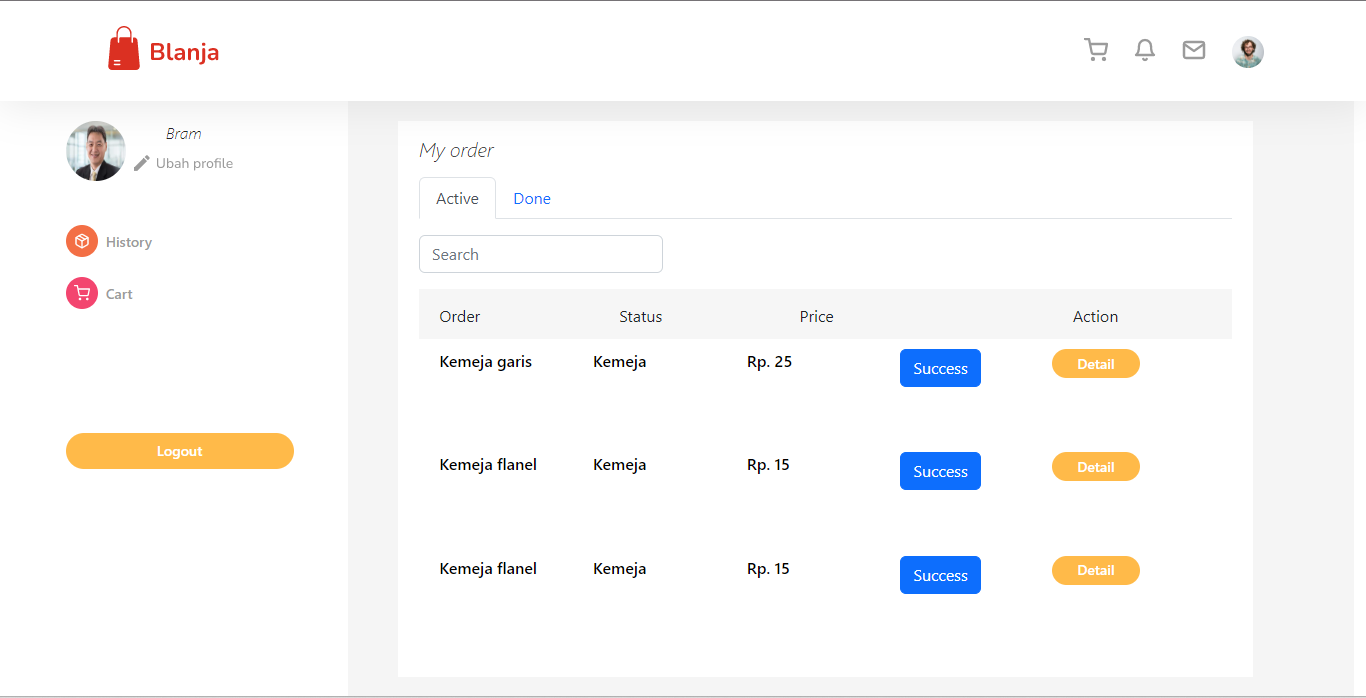 Blanja
Bram
Ubah profile
History
Cart
Logout
My order
Active Done
Search
Order Status Price Action
Kemeja garis Kemeja Rp. 25 Success Detail
Kemeja flanel Kemeja Rp. 15 Success Detail
Kemeja flanel Kemeja Rp. 15 Success Detail